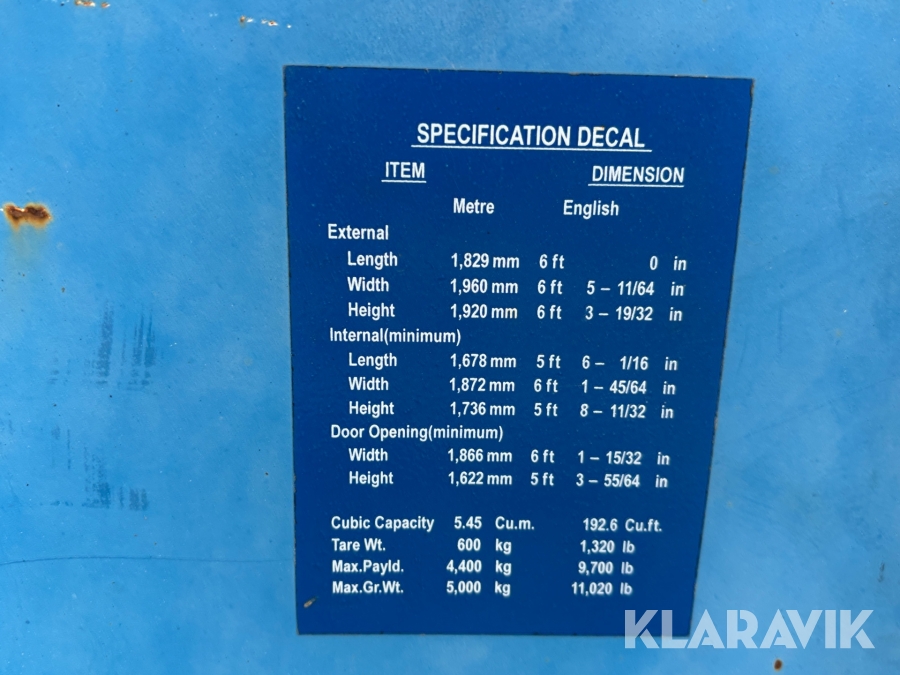 SPECIFICATION DECAL
ITEM DIMENSION
Metre English
External
Length 1,829 mm 6 ft 0 in
Width 1,960 mm 6 ft 5 – 11/64 in
Height 1,920 mm 6 ft 3 – 19/32 in
Internal(minimum)
Length 1,678 mm 5 ft 6 – 1/16 in
Width 1,872 mm 6 ft 1 – 45/64 in
Height 1,736 mm 5 ft 8 – 11/32 in
Door Opening(minimum)
Width 1,866 mm 6 ft 1 – 15/32 in
Height 1,622 mm 5 ft 3 – 55/64 in
Cubic Capacity 5.45 Cu.m. 192.6 Cu.ft.
Tare Wt. 600 kg 1,320 lb
Max.Payld. 4,400 kg 9,700 lb
Max.Gr.Wt. 5,000 kg 11,020 lb
KLARAVIK